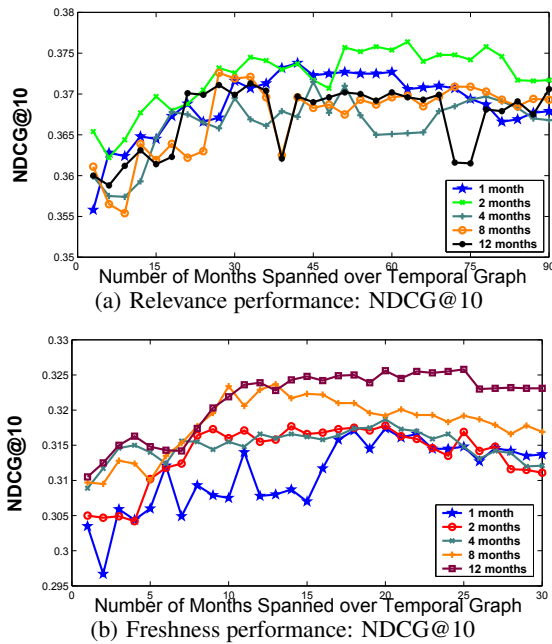 0.38
0.375
0.37
0.365
0.36
0.355
0.35
NDCG@10
0 15 30 45 60 75 90
1 month
2 months
4 months
8 months
12 months
Number of Months Spanned over Temporal Graph
(a) Relevance performance: NDCG@10
0.33
0.325
0.32
0.315
0.31
0.305
0.3
0.295
NDCG@10
0 5 10 15 20 25 30
1 month
2 months
4 months
8 months
12 months
Number of Months Spanned over Temporal Graph
(b) Freshness performance: NDCG@10